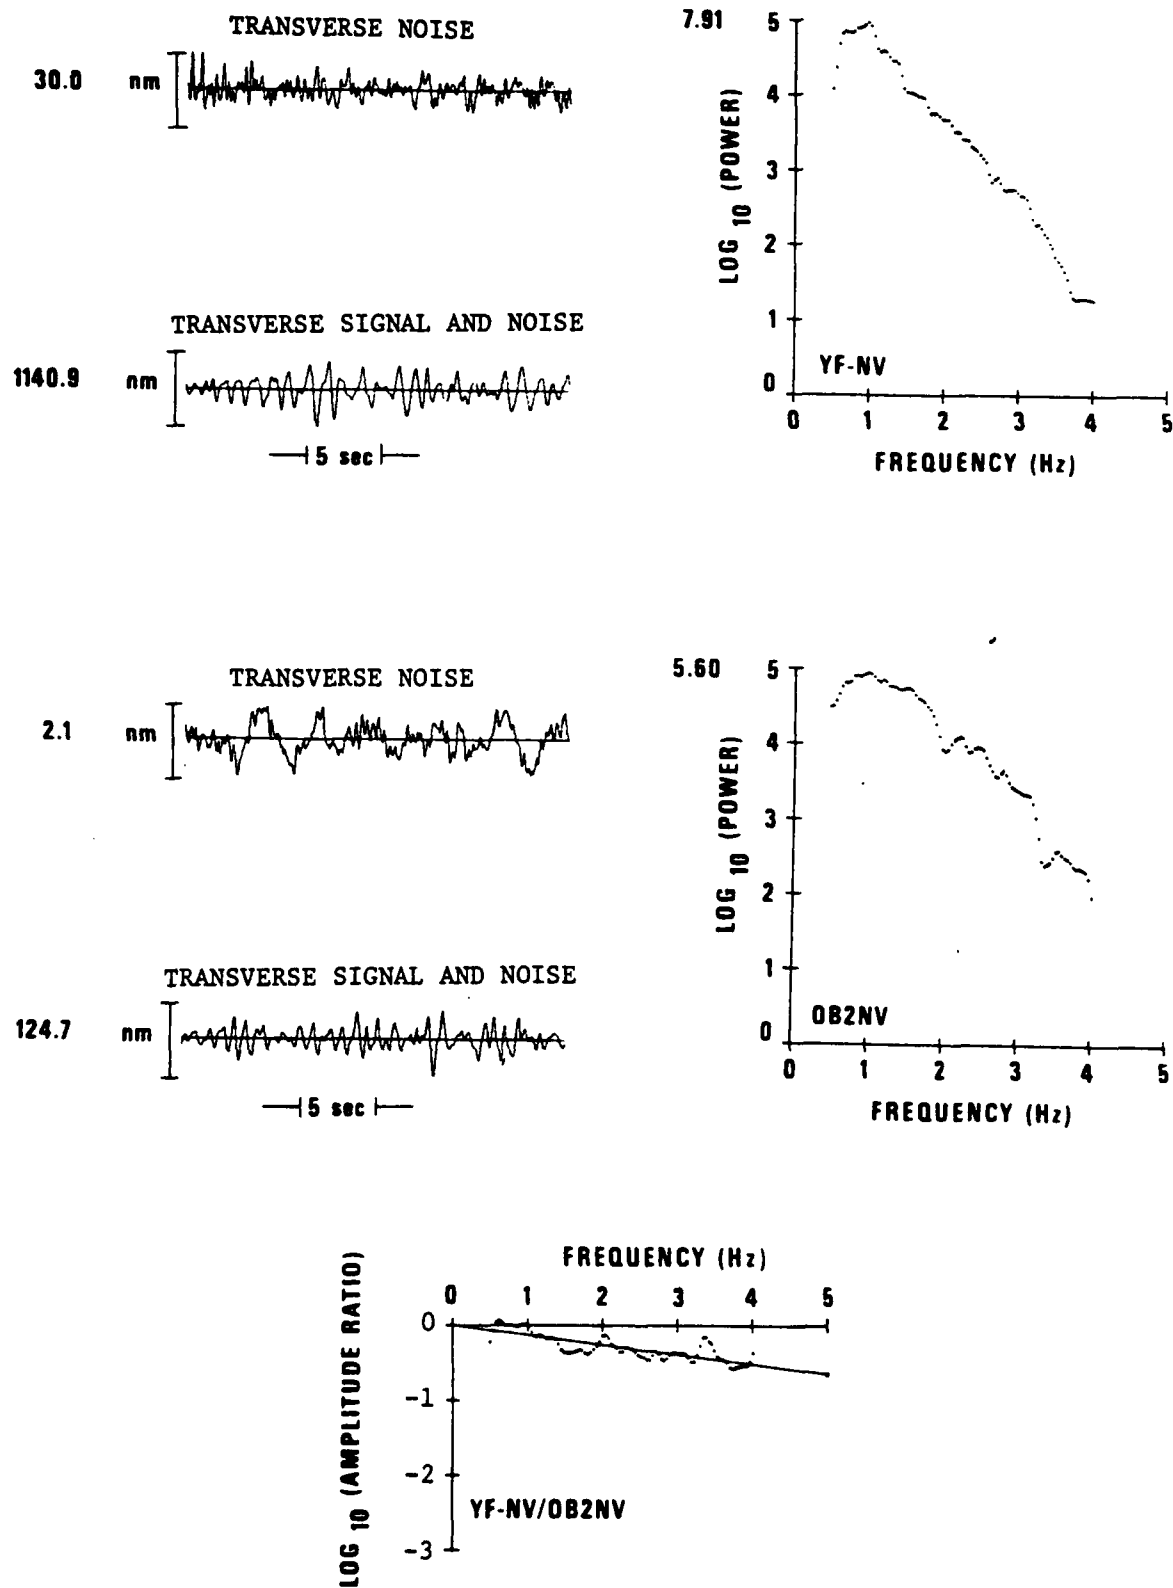 TRANSVERSE NOISE
30.0 nm
TRANSVERSE SIGNAL AND NOISE
1140.9 nm
5 sec
7.91
5
4
3
2
1
0
LOG 10 (POWER)
YF-NV
0 1 2 3 4 5
FREQUENCY (Hz)
TRANSVERSE NOISE
2.1 nm
TRANSVERSE SIGNAL AND NOISE
124.7 nm
5 sec
5.60
5
4
3
2
1
0
LOG 10 (POWER)
OB2NV
0 1 2 3 4 5
FREQUENCY (Hz)
FREQUENCY (Hz)
0 1 2 3 4 5
0
-1
-2
-3
LOG 10 (AMPLITUDE RATIO)
YF-NV/OB2NV